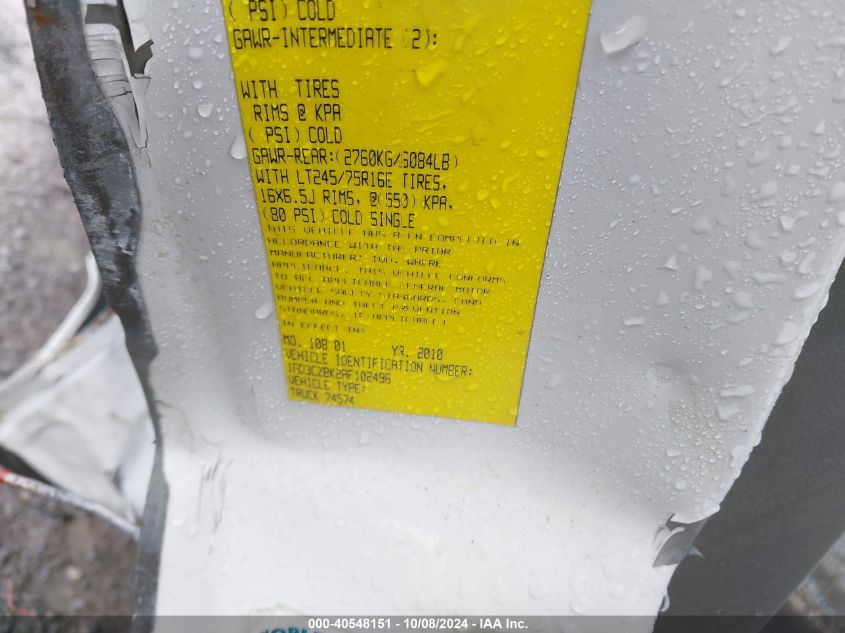 ( PSI) COLD
GAWR-INTERMEDIATE (2):
WITH TIRES
RIMS @ KPA
( PSI) COLD
GAWR-REAR:(2760KG/6084LB)
WITH LT245/75R16E TIRES,
16X6.5J RIMS, @(550) KPA,
(80 PSI) COLD SINGLE
THIS VEHICLE HAS BEEN COMPLETED IN
ACCORDANCE WITH THE PRIOR
MANUFACTURER' IVD, WHERE
APPLICABLE. THIS VEHICLE CONFORMS
TO ALL APPLICABLE FEDERAL MOTOR
VEHICLE SAFETY STANDARDS, [AND
BUMPER AND THEFT PREVENTION
STANDARDS, IF APPLICABLE]
IN EFFECT IN:
MO. 108 01 YR. 2010
VEHICLE IDENTIFICATION NUMBER:
TYPE:
TRUCK 74574
000-40548151 - 10/08/2024 - IAA Inc.